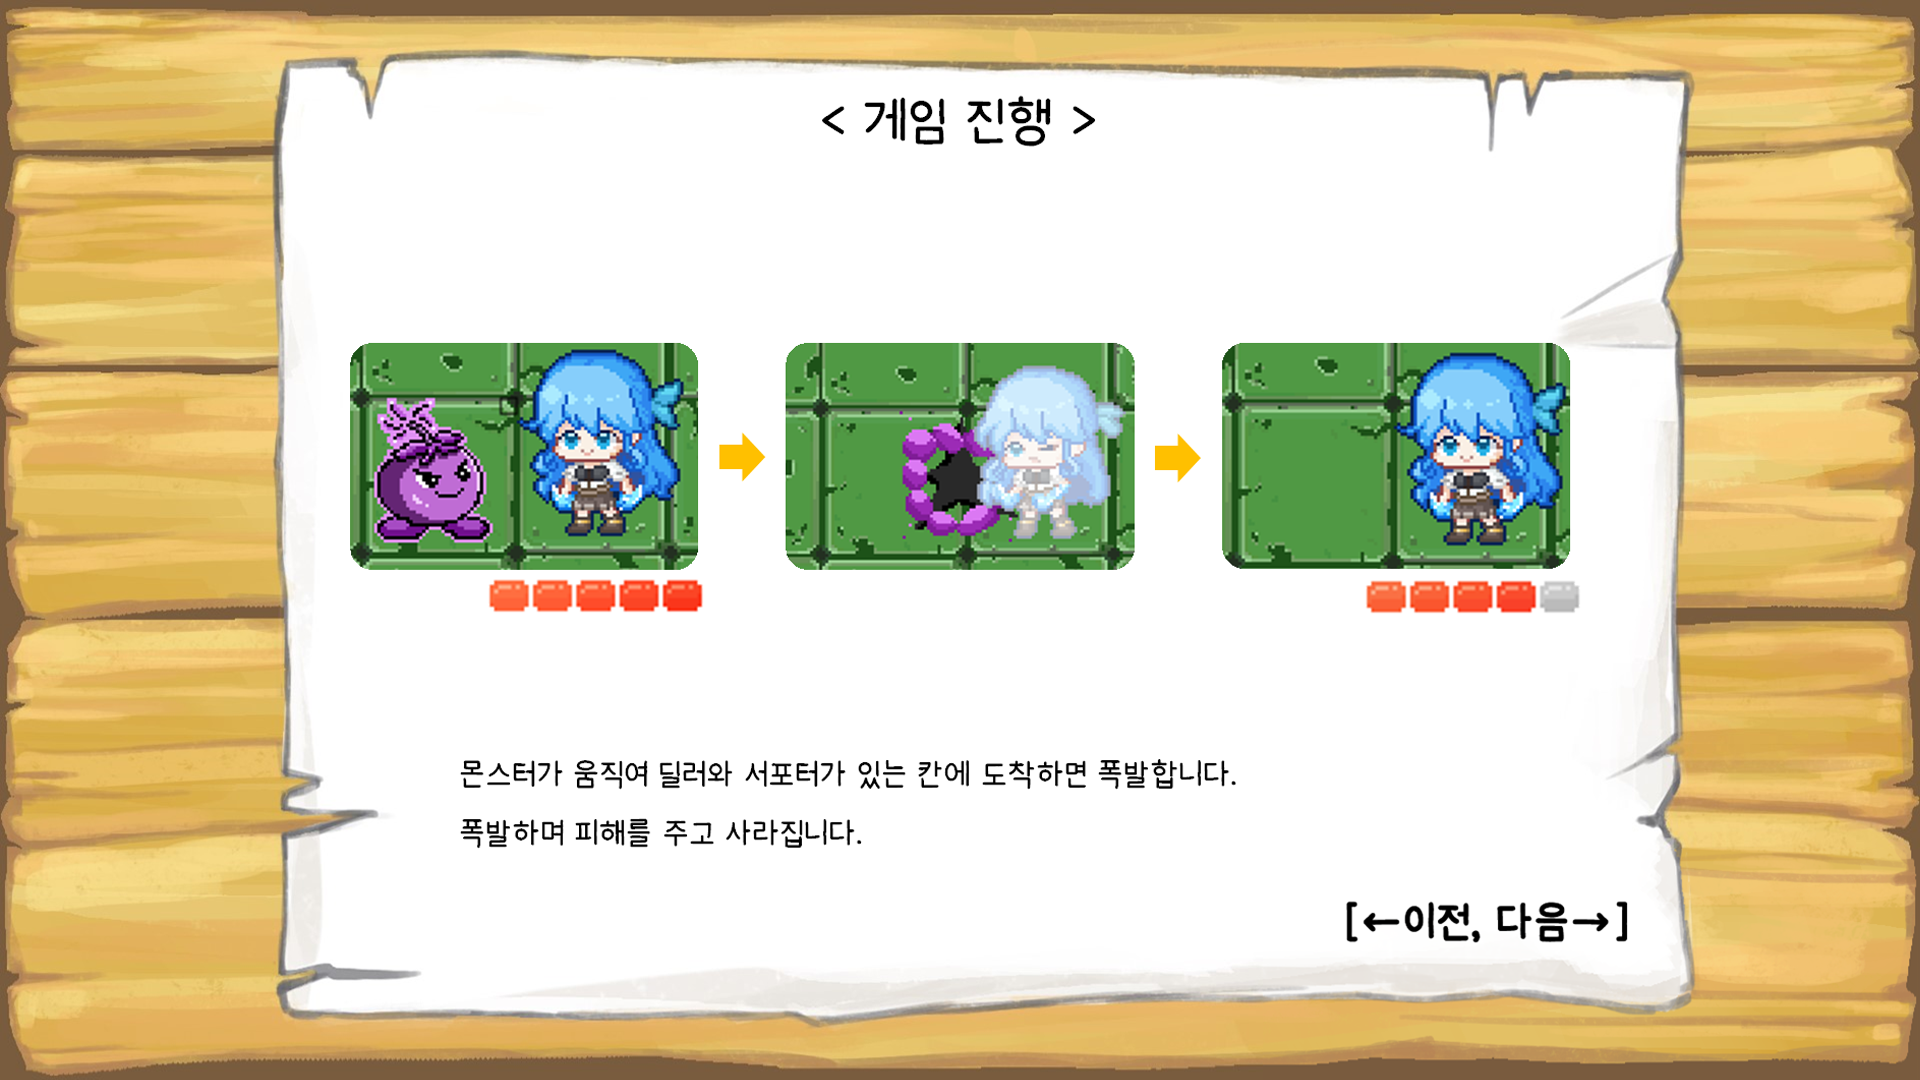 < 게임 진행 >
몬스터가 움직여 딜러와 서포터가 있는 칸에 도착하면 폭발합니다.
폭발하며 피해를 주고 사라집니다.
[←이전, 다음→]